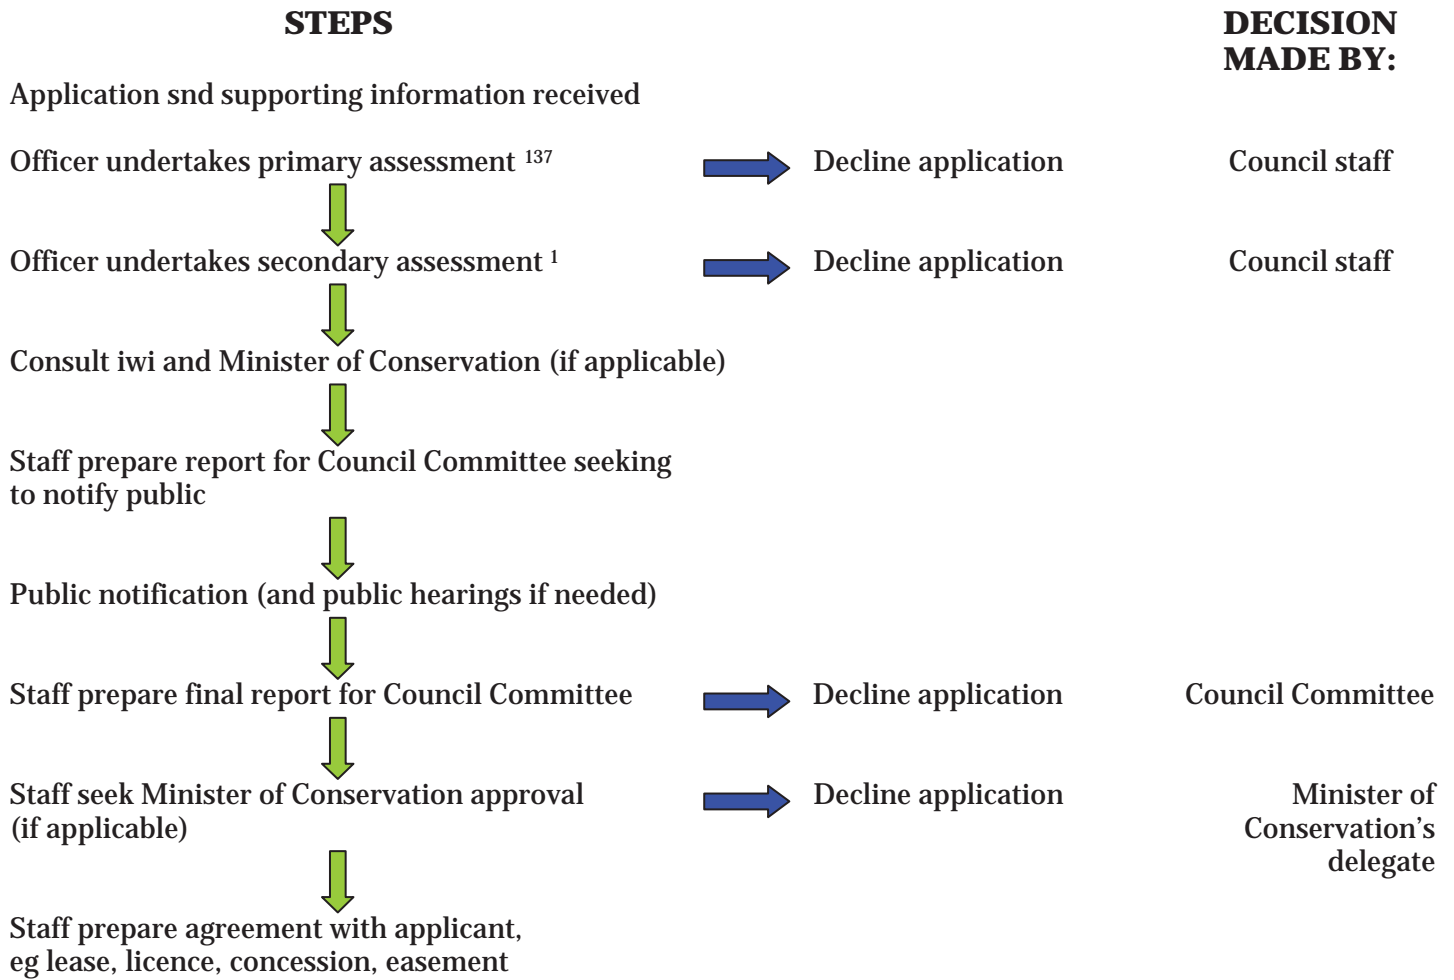 STEPS
DECISION
MADE BY:
Application snd supporting information received
Officer undertakes primary assessment 137
Decline application
Council staff
Officer undertakes secondary assessment 1
Decline application
Council staff
Consult iwi and Minister of Conservation (if applicable)
Staff prepare report for Council Committee seeking
to notify public
Public notification (and public hearings if needed)
Staff prepare final report for Council Committee
Decline application
Council Committee
Staff seek Minister of Conservation approval
(if applicable)
Decline application
Minister of
Conservation’s
delegate
Staff prepare agreement with applicant,
eg lease, licence, concession, easement